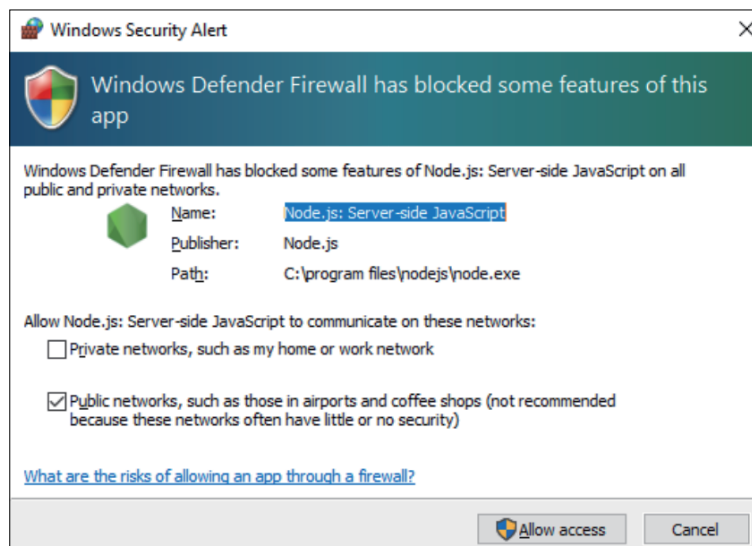 Windows Security Alert
Windows Defender Firewall has blocked some features of this
app
Windows Defender Firewall has blocked some features of Node.js: Server-side JavaScript on all
public and private networks.
Name: Node.js: Server-side JavaScript
Publisher: Node.js
Path: C:\program files\nodejs\node.exe
Allow Node.js: Server-side JavaScript to communicate on these networks:
Private networks, such as my home or work network
Public networks, such as those in airports and coffee shops (not recommended
because these networks often have little or no security)
What are the risks of allowing an app through a firewall?
Allow access Cancel